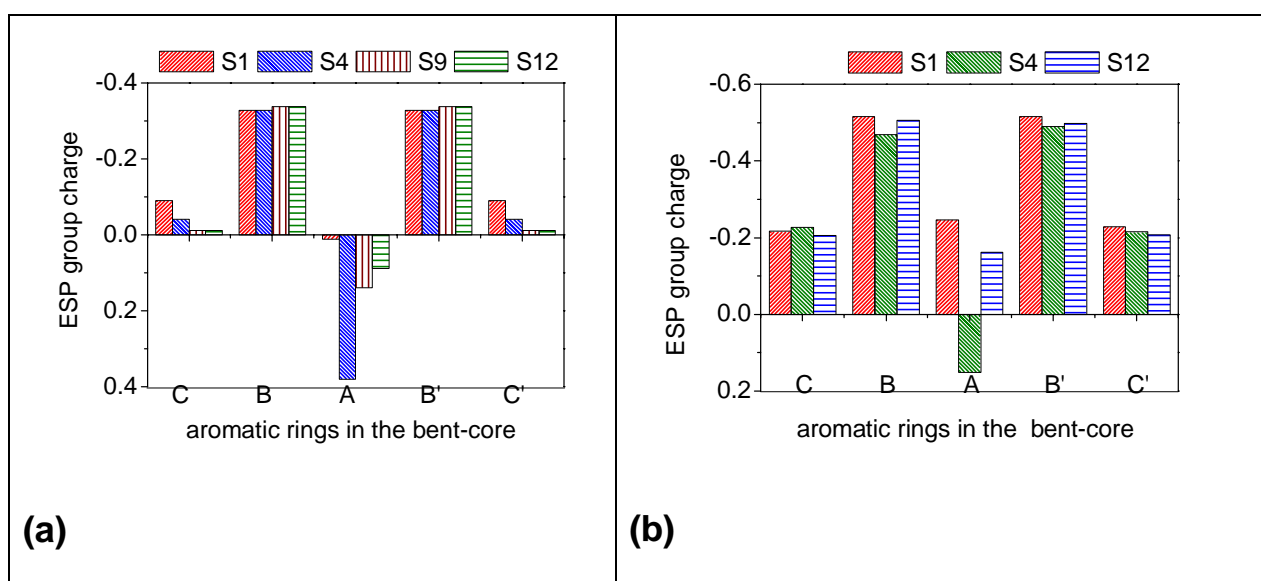 S1 S4 S9 S12
-0.4
-0.2
0.0
0.2
0.4
ESP group charge
C B A B' C'
aromatic rings in the bent-core
(a)
S1 S4 S12
-0.6
-0.4
-0.2
0.0
0.2
ESP group charge
C B A B' C'
aromatic rings in the bent-core
(b)